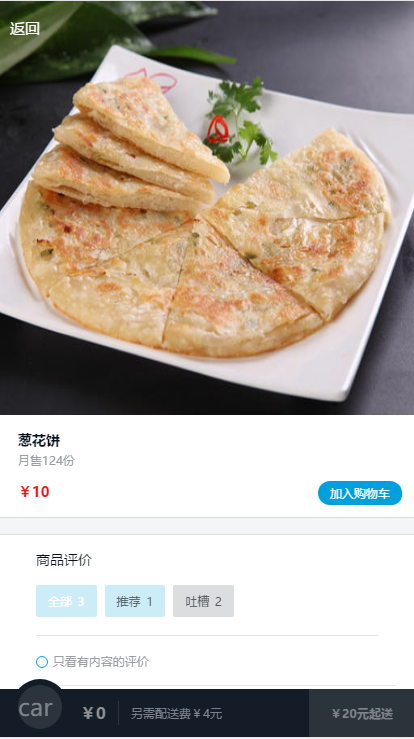 返回
葱花饼
月售124份
￥10
加入购物车
商品评价
全部 3
推荐 1
吐槽 2
只看有内容的评价
car
￥0
另需配送费￥4元
￥20元起送